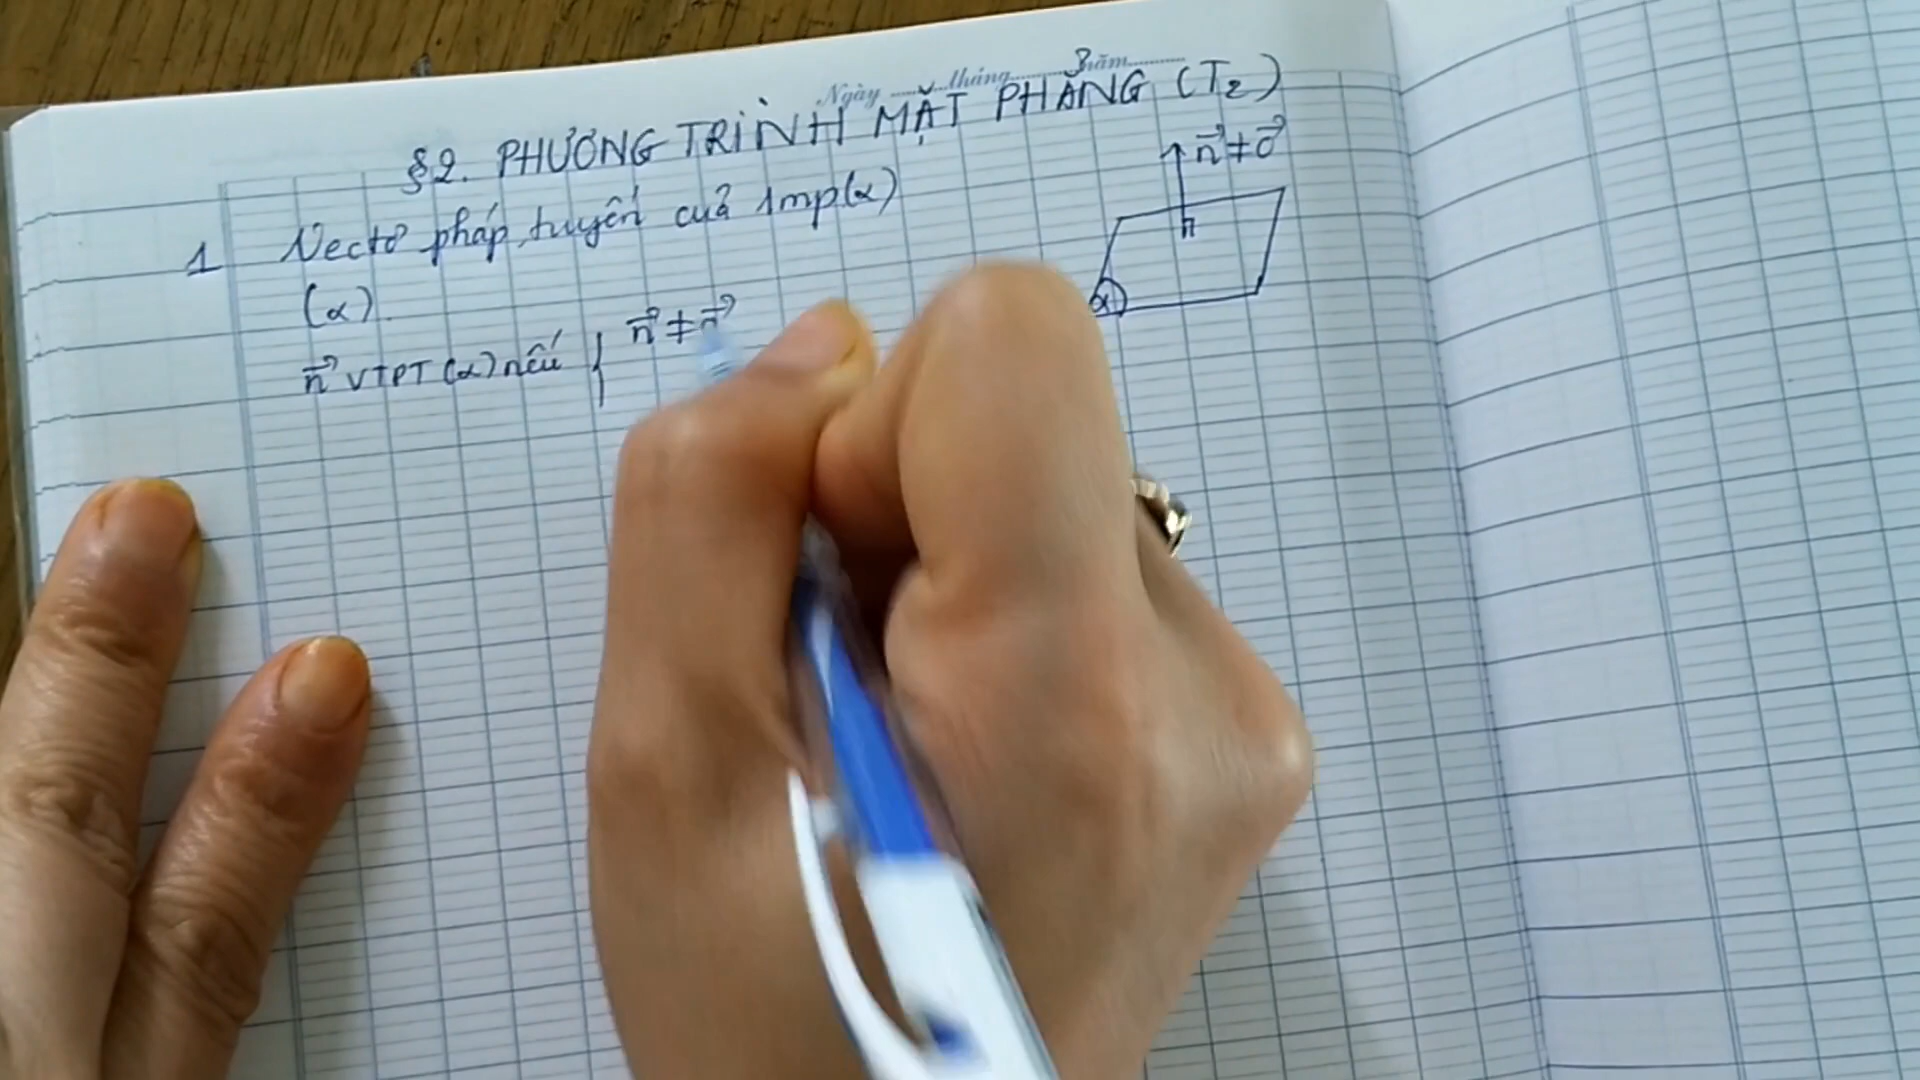 Ngày tháng năm
§2. PHƯƠNG TRÌNH MẶT PHẲNG (T2)
1 Vectơ pháp tuyến của 1mp(α)
n⃗ ≠ 0⃗
(α)
α
n⃗ VTPT (α) nếu { n⃗ ≠ 0⃗